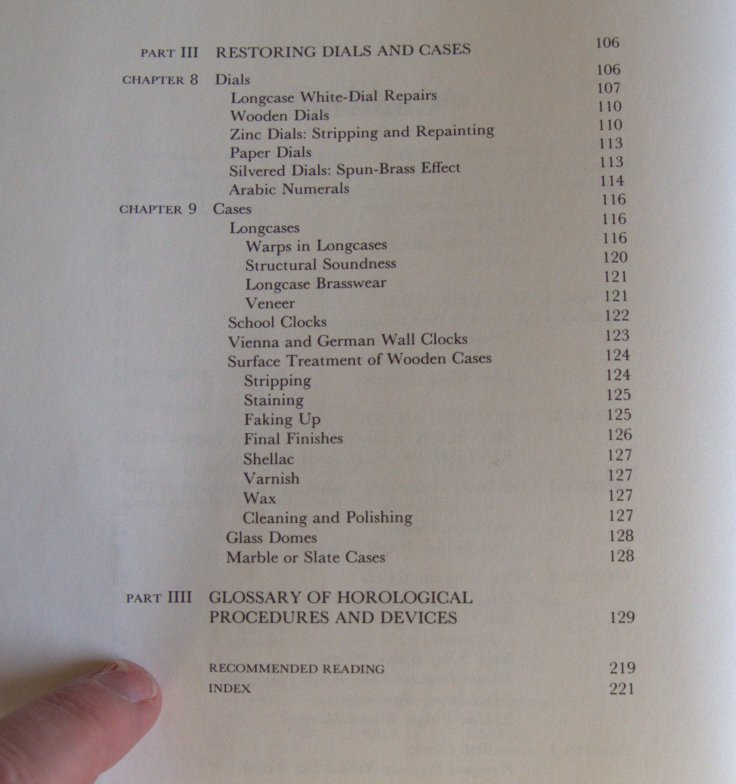 PART III RESTORING DIALS AND CASES 106
CHAPTER 8 Dials 106
Longcase White-Dial Repairs 107
Wooden Dials 110
Zinc Dials: Stripping and Repainting 110
Paper Dials 113
Silvered Dials: Spun-Brass Effect 113
Arabic Numerals 114
CHAPTER 9 Cases 116
Longcases 116
Warps in Longcases 116
Structural Soundness 120
Longcase Brasswear 121
Veneer 121
School Clocks 122
Vienna and German Wall Clocks 123
Surface Treatment of Wooden Cases 124
Stripping 124
Staining 125
Faking Up 125
Final Finishes 126
Shellac 127
Varnish 127
Wax 127
Cleaning and Polishing 127
Glass Domes 128
Marble or Slate Cases 128
PART IIII GLOSSARY OF HOROLOGICAL
PROCEDURES AND DEVICES 129
RECOMMENDED READING 219
INDEX 221